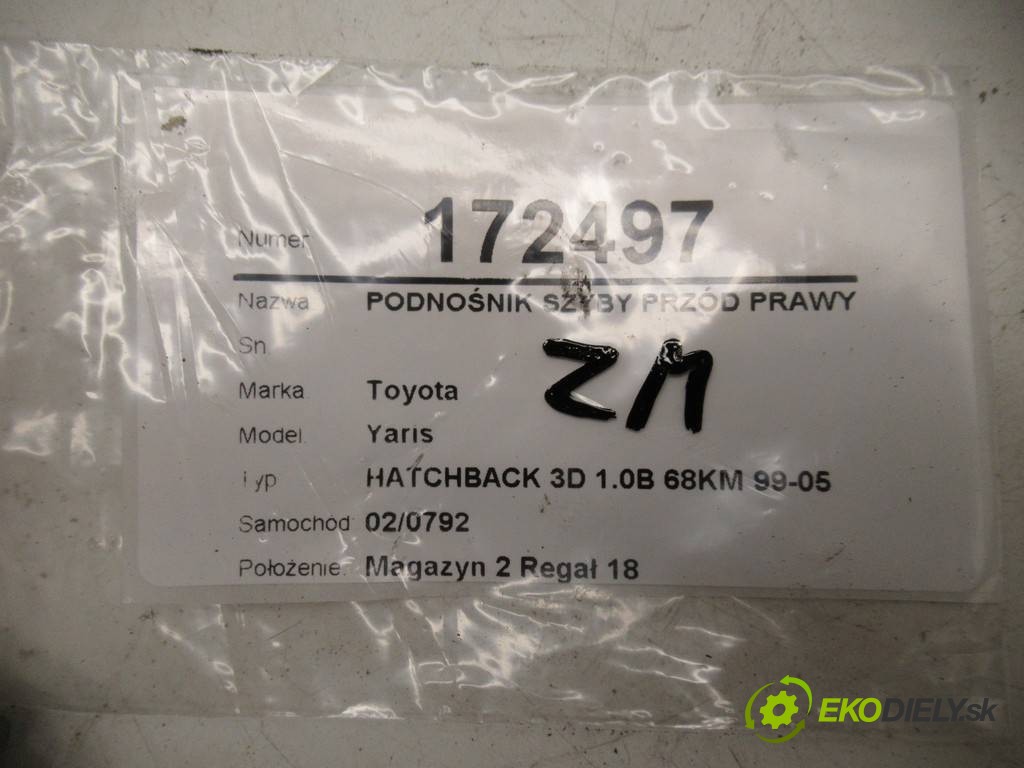 Numer 172497
Nazwa PODNOŚNIK SZYBY PRZÓD PRAWY
Sn
ZM
Marka Toyota
Model Yaris
Typ HATCHBACK 3D 1.0B 68KM 99-05
Samochód 02/0792
Położenie: Magazyn 2 Regał 18
EKODIELY.sk